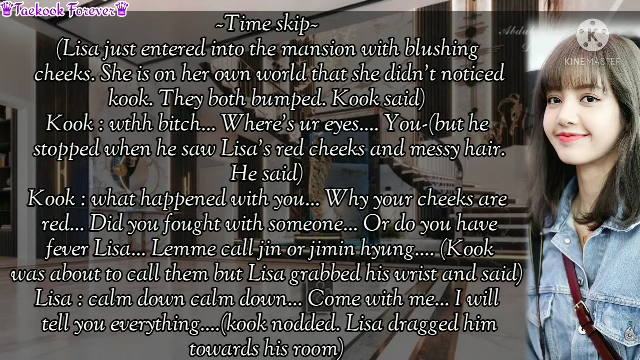 ♛Taekook Forever♛
~Time skip~
(Lisa just entered into the mansion with blushing
cheeks. She is on her own world that she didn't noticed
kook. They both bumped. Kook said)
Kook : wthh bitch... Where's ur eyes.... You-(but he
stopped when he saw Lisa's red cheeks and messy hair.
He said)
Kook : what happened with you... Why your cheeks are
red... Did you fought with someone... Or do you have
fever Lisa... Lemme call jin or jimin hyung.... (Kook
was about to call them but Lisa grabbed his wrist and said)
Lisa : calm down calm down... Come with me... I will
tell you everything....(kook nodded. Lisa dragged him
towards his room)
K
KINEMASTER